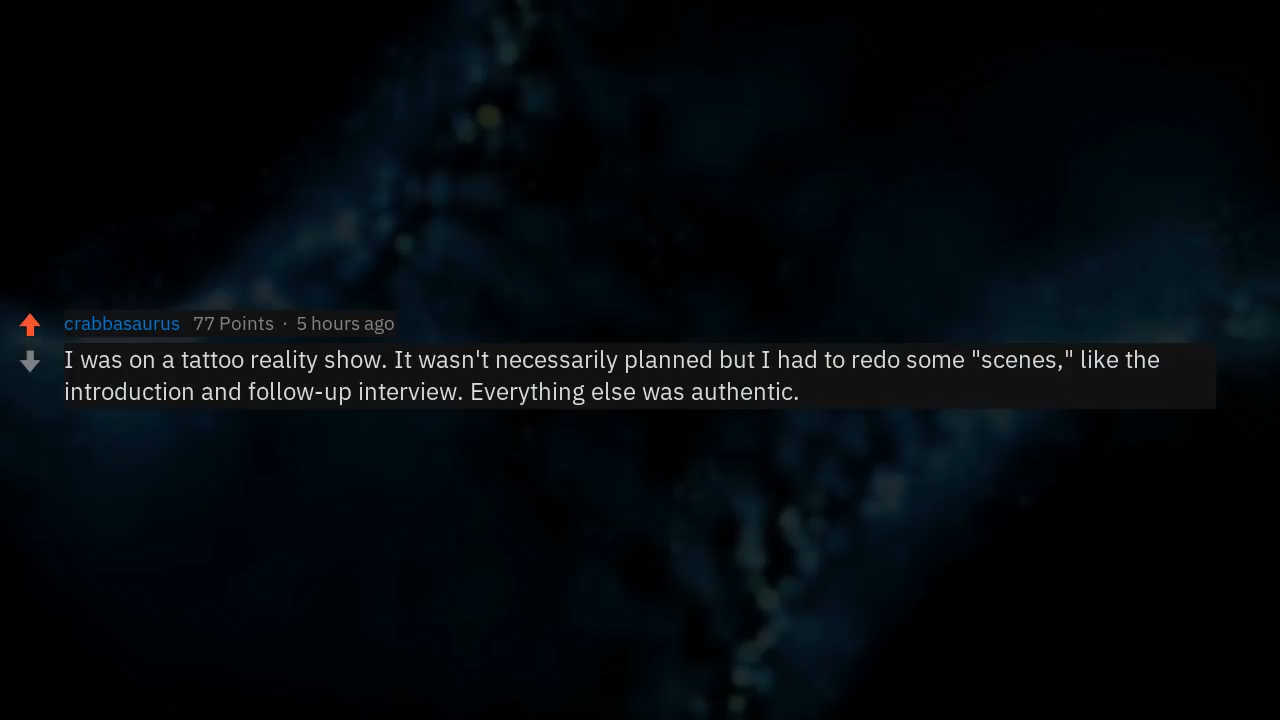 crabbasaurus 77 Points · 5 hours ago
I was on a tattoo reality show. It wasn't necessarily planned but I had to redo some "scenes," like the
introduction and follow-up interview. Everything else was authentic.